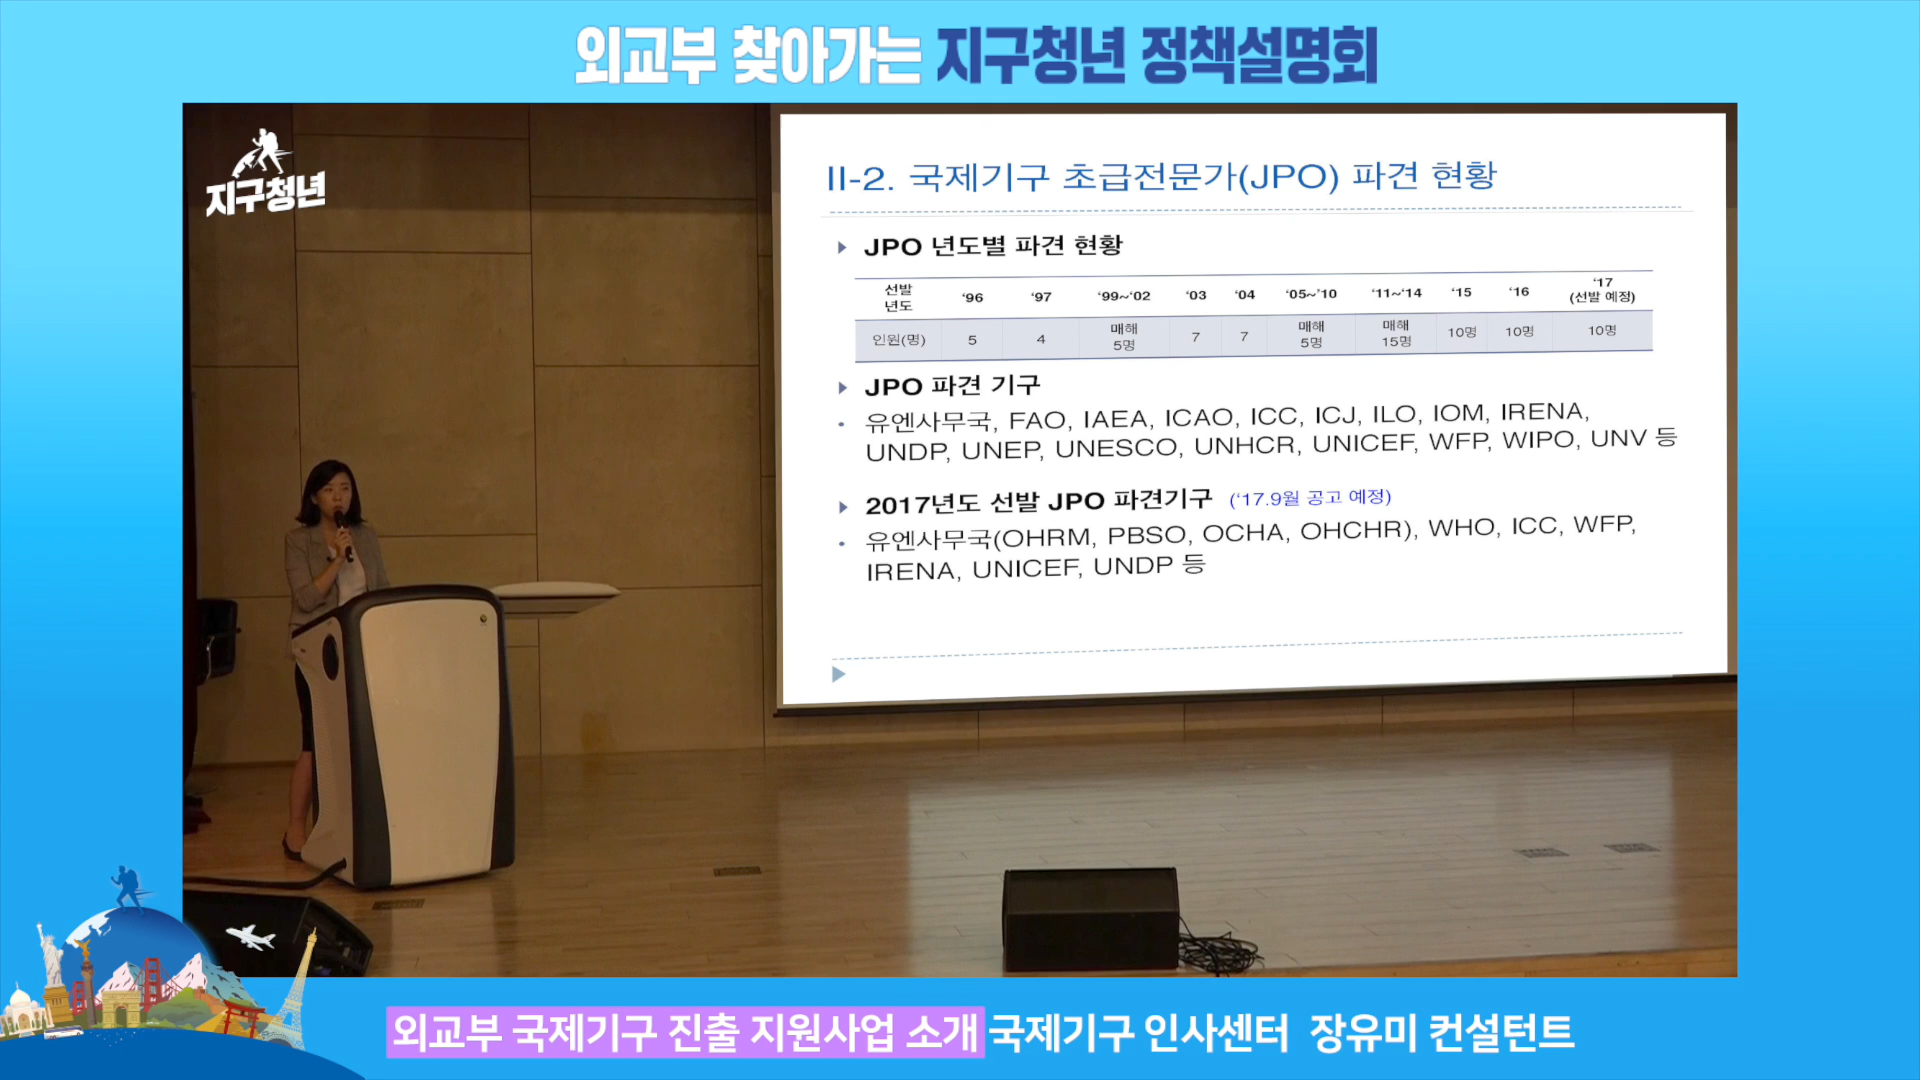 외교부 찾아가는 지구청년 정책설명회
지구청년
II-2. 국제기구 초급전문가(JPO) 파견 현황
JPO 년도별 파견 현황
선발 년도 '96 '97 '99~'02 '03 '04 '05~'10 '11~'14 '15 '16 '17 (선발 예정)
인원(명) 5 4 매해 5명 7 7 매해 5명 매해 15명 10명 10명 10명
JPO 파견 기구
유엔사무국, FAO, IAEA, ICAO, ICC, ICJ, ILO, IOM, IRENA,
UNDP, UNEP, UNESCO, UNHCR, UNICEF, WFP, WIPO, UNV 등
2017년도 선발 JPO 파견기구 ('17.9월 공고 예정)
유엔사무국(OHRM, PBSO, OCHA, OHCHR), WHO, ICC, WFP,
IRENA, UNICEF, UNDP 등
외교부 국제기구 진출 지원사업 소개 국제기구 인사센터 장유미 컨설턴트